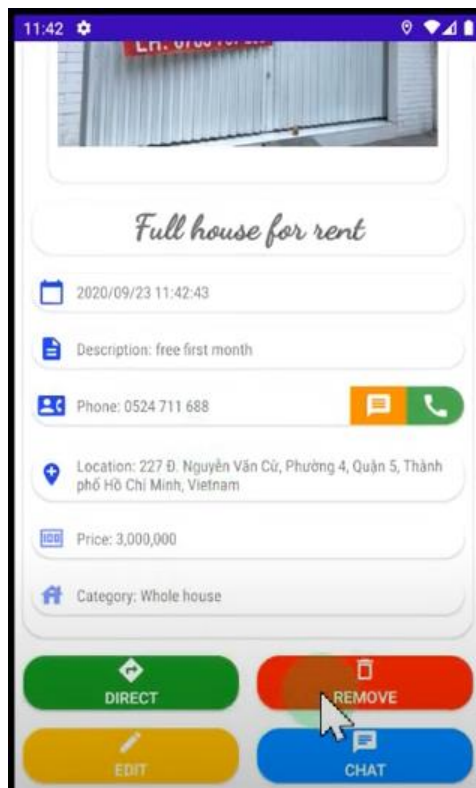 11:42
LH:
Full house for rent
2020/09/23 11:42:43
Description: free first month
Phone: 0524 711 688
Location: 227 Đ. Nguyễn Văn Cừ, Phường 4, Quận 5, Thành
phố Hồ Chí Minh, Vietnam
Price: 3,000,000
Category: Whole house
DIRECT
REMOVE
EDIT
CHAT